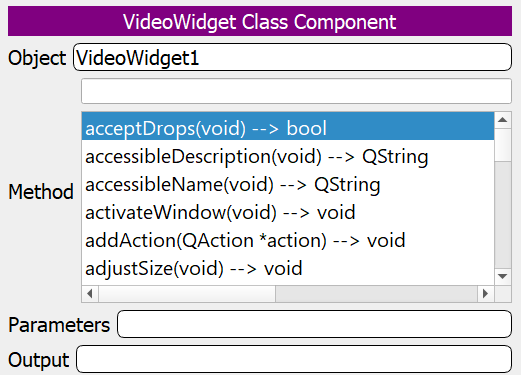 VideoWidget Class Component
Object VideoWidget1
acceptDrops(void) --> bool
accessibleDescription(void) --> QString
Method
accessibleName(void) --> QString
activateWindow(void) --> void
addAction(QAction *action) --> void
adjustSize(void) --> void
Parameters
Output